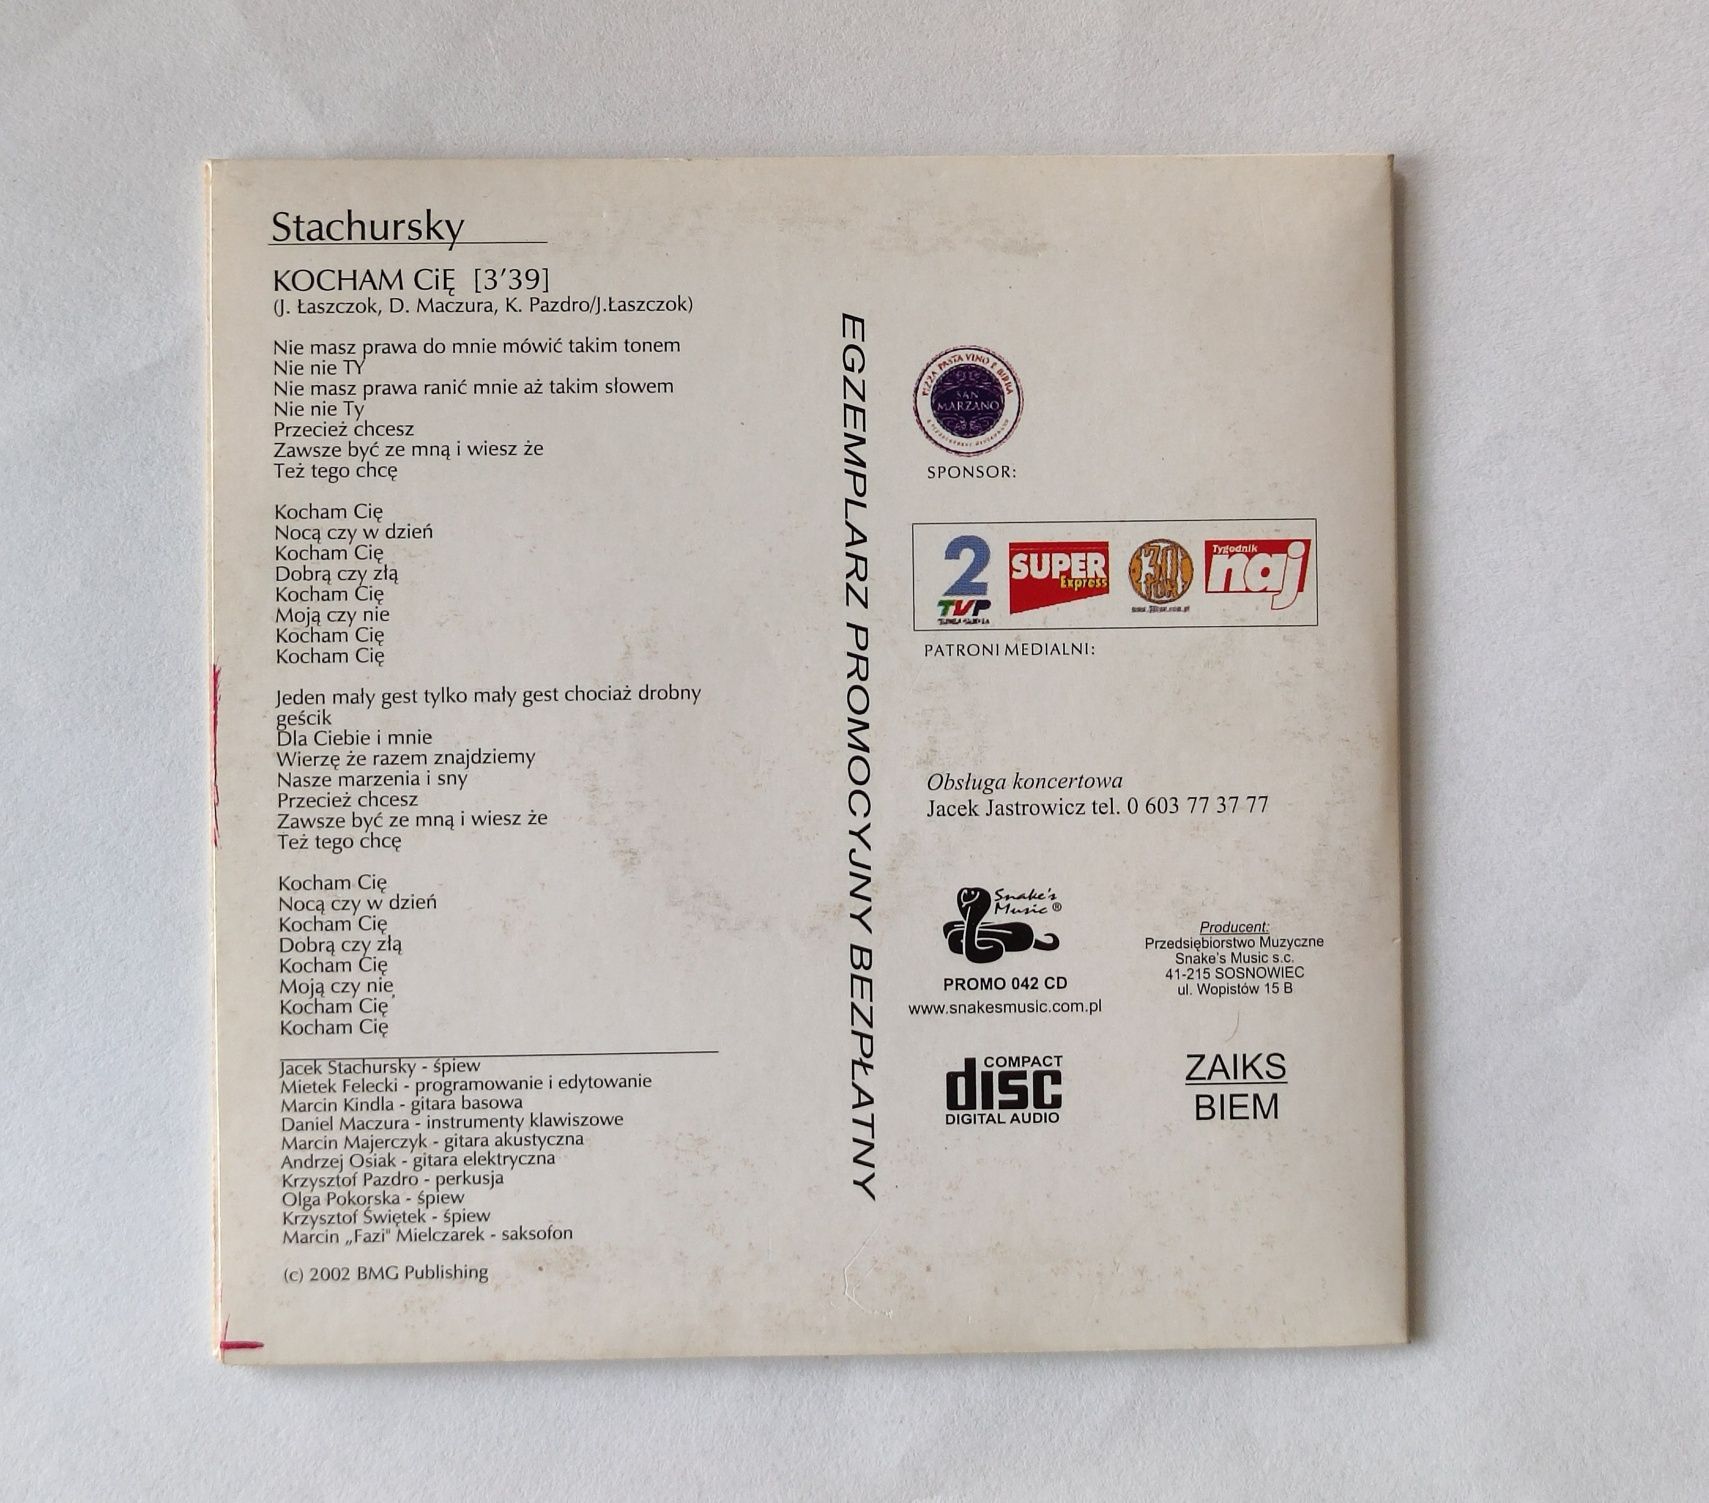 Stachursky
KOCHAM CiĘ [3'39]
(J. Łaszczok, D. Maczura, K. Pazdro/J.Łaszczok)
Nie masz prawa do mnie mówić takim tonem
Nie nie TY
Nie masz prawa ranić mnie aż takim słowem
Nie nie Ty
Przecież chcesz
Zawsze być ze mną i wiesz że
Też tego chcę
Kocham Cię
Nocą czy w dzień
Kocham Cię
Dobrą czy złą
Kocham Cię
Moją czy nie
Kocham Cię
Kocham Cię
Jeden mały gest tylko mały gest chociaż drobny
geścik
Dla Ciebie i mnie
Wierzę że razem znajdziemy
Nasze marzenia i sny
Przecież chcesz
Zawsze być ze mną i wiesz że
Też tego chcę
Kocham Cię
Nocą czy w dzień
Kocham Cię
Dobrą czy złą
Kocham Cię
Moją czy nie
Kocham Cię
Kocham Cię
Jacek Stachursky - śpiew
Mietek Felecki - programowanie i edytowanie
Marcin Kindla - gitara basowa
Daniel Maczura - instrumenty klawiszowe
Marcin Majerczyk - gitara akustyczna
Andrzej Osiak - gitara elektryczna
Krzysztof Pazdro - perkusja
Olga Pokorska - śpiew
Krzysztof Świętek - śpiew
Marcin „Fazi" Mielczarek - saksofon
(c) 2002 BMG Publishing
EGZEMPLARZ PROMOCYJNY BEZPŁATNY
PIZZA PASTA VINO E BIRRA
SAN
MARZANO
SPONSOR:
2
TVP
SUPER
Express
Tygodnik
naj
PATRONI MEDIALNI:
Obsługa koncertowa
Jacek Jastrowicz tel. 0 603 77 37 77
Snake's
Music ®
PROMO 042 CD
www.snakesmusic.com.pl
Producent:
Przedsiębiorstwo Muzyczne
Snake's Music s.c.
41-215 SOSNOWIEC
ul. Wopistów 15 B
COMPACT
disc
DIGITAL AUDIO
ZAIKS
BIEM